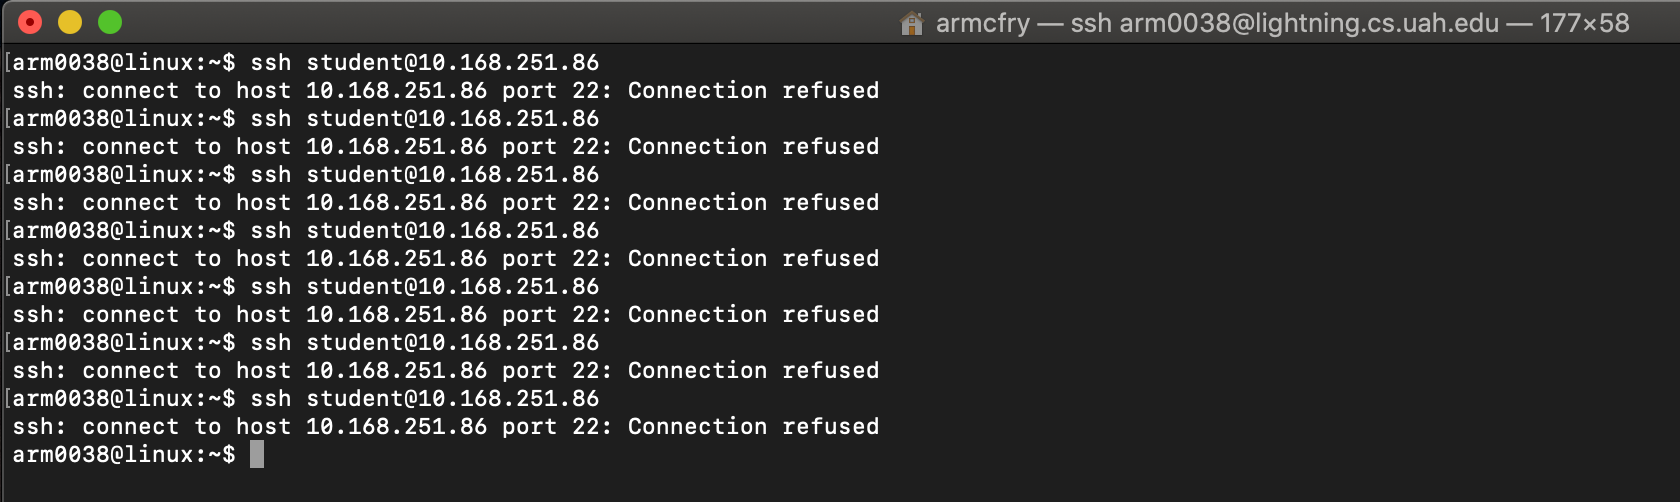 armcfry — ssh arm0038@lightning.cs.uah.edu — 177×58
[arm0038@linux:~$ ssh student@10.168.251.86
ssh: connect to host 10.168.251.86 port 22: Connection refused
[arm0038@linux:~$ ssh student@10.168.251.86
ssh: connect to host 10.168.251.86 port 22: Connection refused
[arm0038@linux:~$ ssh student@10.168.251.86
ssh: connect to host 10.168.251.86 port 22: Connection refused
[arm0038@linux:~$ ssh student@10.168.251.86
ssh: connect to host 10.168.251.86 port 22: Connection refused
[arm0038@linux:~$ ssh student@10.168.251.86
ssh: connect to host 10.168.251.86 port 22: Connection refused
[arm0038@linux:~$ ssh student@10.168.251.86
ssh: connect to host 10.168.251.86 port 22: Connection refused
[arm0038@linux:~$ ssh student@10.168.251.86
ssh: connect to host 10.168.251.86 port 22: Connection refused
arm0038@linux:~$